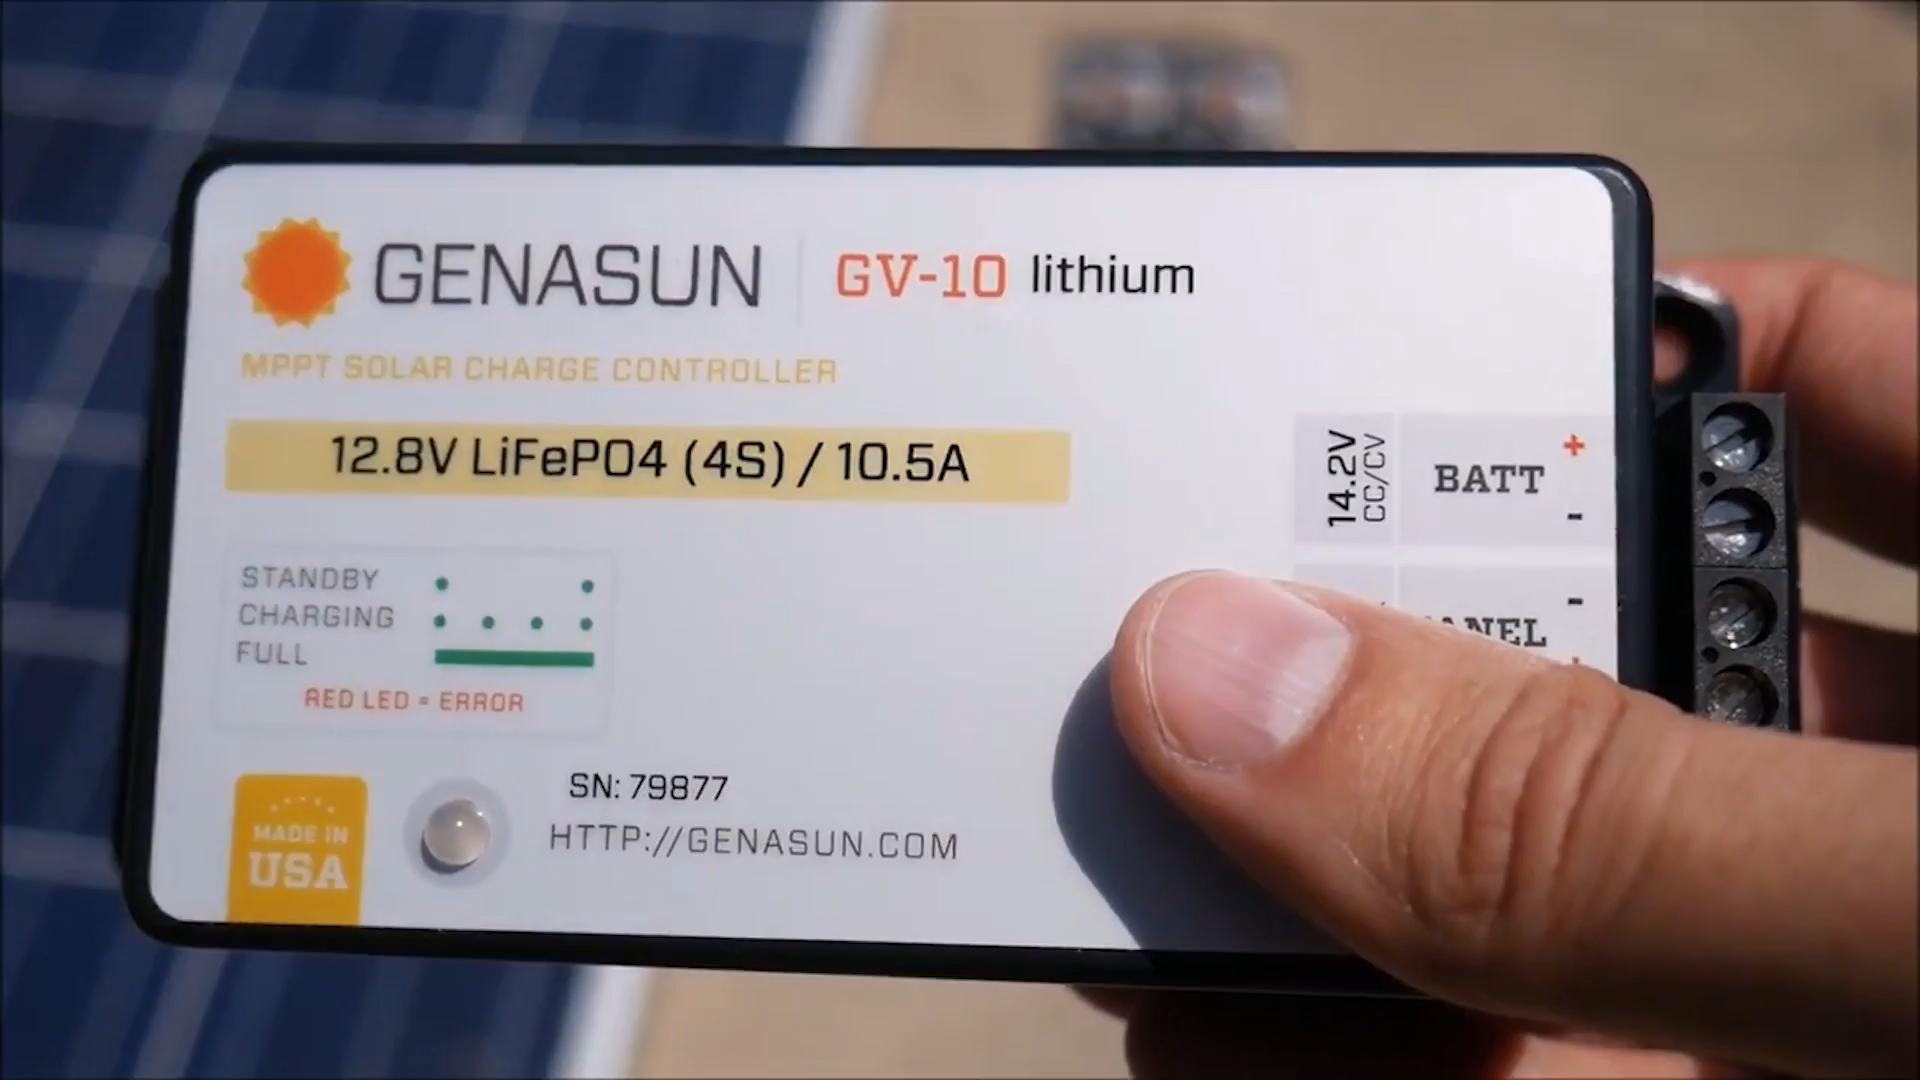 GENASUN GV-10 lithium
MPPT SOLAR CHARGE CONTROLLER
12.8V LiFePO4 (4S) / 10.5A
14.2V
CC/CV
BATT
+
-
-
STANDBY
CHARGING
FULL
RED LED = ERROR
MADE IN
USA
SN: 79877
HTTP://GENASUN.COM